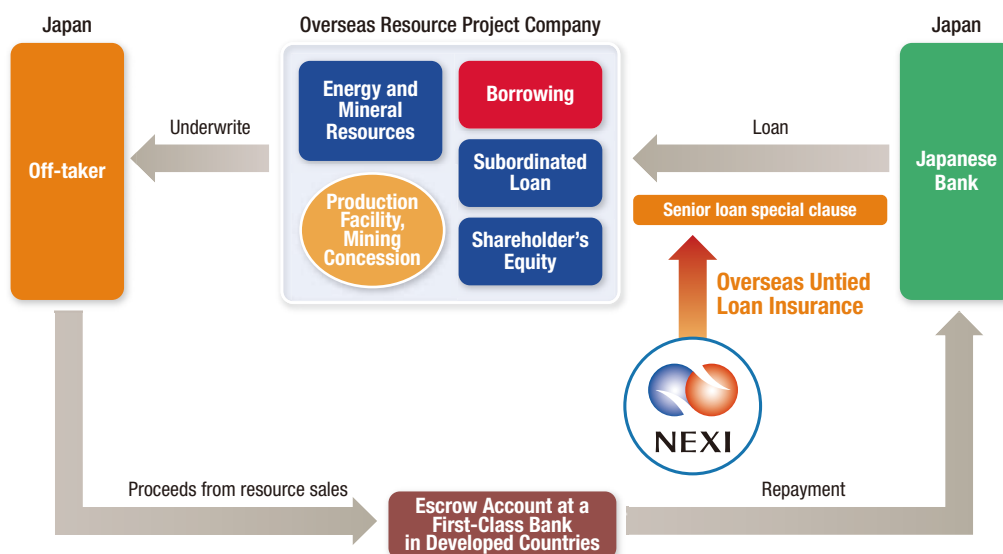 Japan
Overseas Resource Project Company
Japan
Off-taker
Underwrite
Energy and
Mineral
Resources
Production
Facility,
Mining
Concession
Borrowing
Subordinated
Loan
Shareholder's
Equity
Loan
Senior loan special clause
Overseas Untied
Loan Insurance
NEXI
Japanese
Bank
Proceeds from resource sales
Escrow Account at a
First-Class Bank
in Developed Countries
Repayment